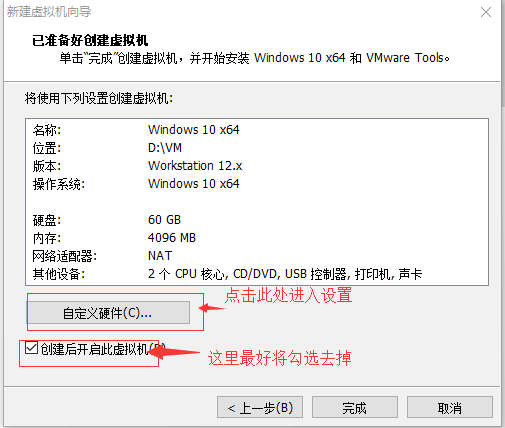 新建虚拟机向导
已准备好创建虚拟机
单击“完成”创建虚拟机，并开始安装 Windows 10 x64 和 VMware Tools。
将使用下列设置创建虚拟机:
名称: Windows 10 x64
位置: D:\VM
版本: Workstation 12.x
操作系统: Windows 10 x64
硬盘: 60 GB
内存: 4096 MB
网络适配器: NAT
其他设备: 2 个 CPU 核心, CD/DVD, USB 控制器, 打印机, 声卡
点击此处进入设置
自定义硬件(C)...
创建后开启此虚拟机(P)
这里最好将勾选去掉
< 上一步(B) 完成 取消